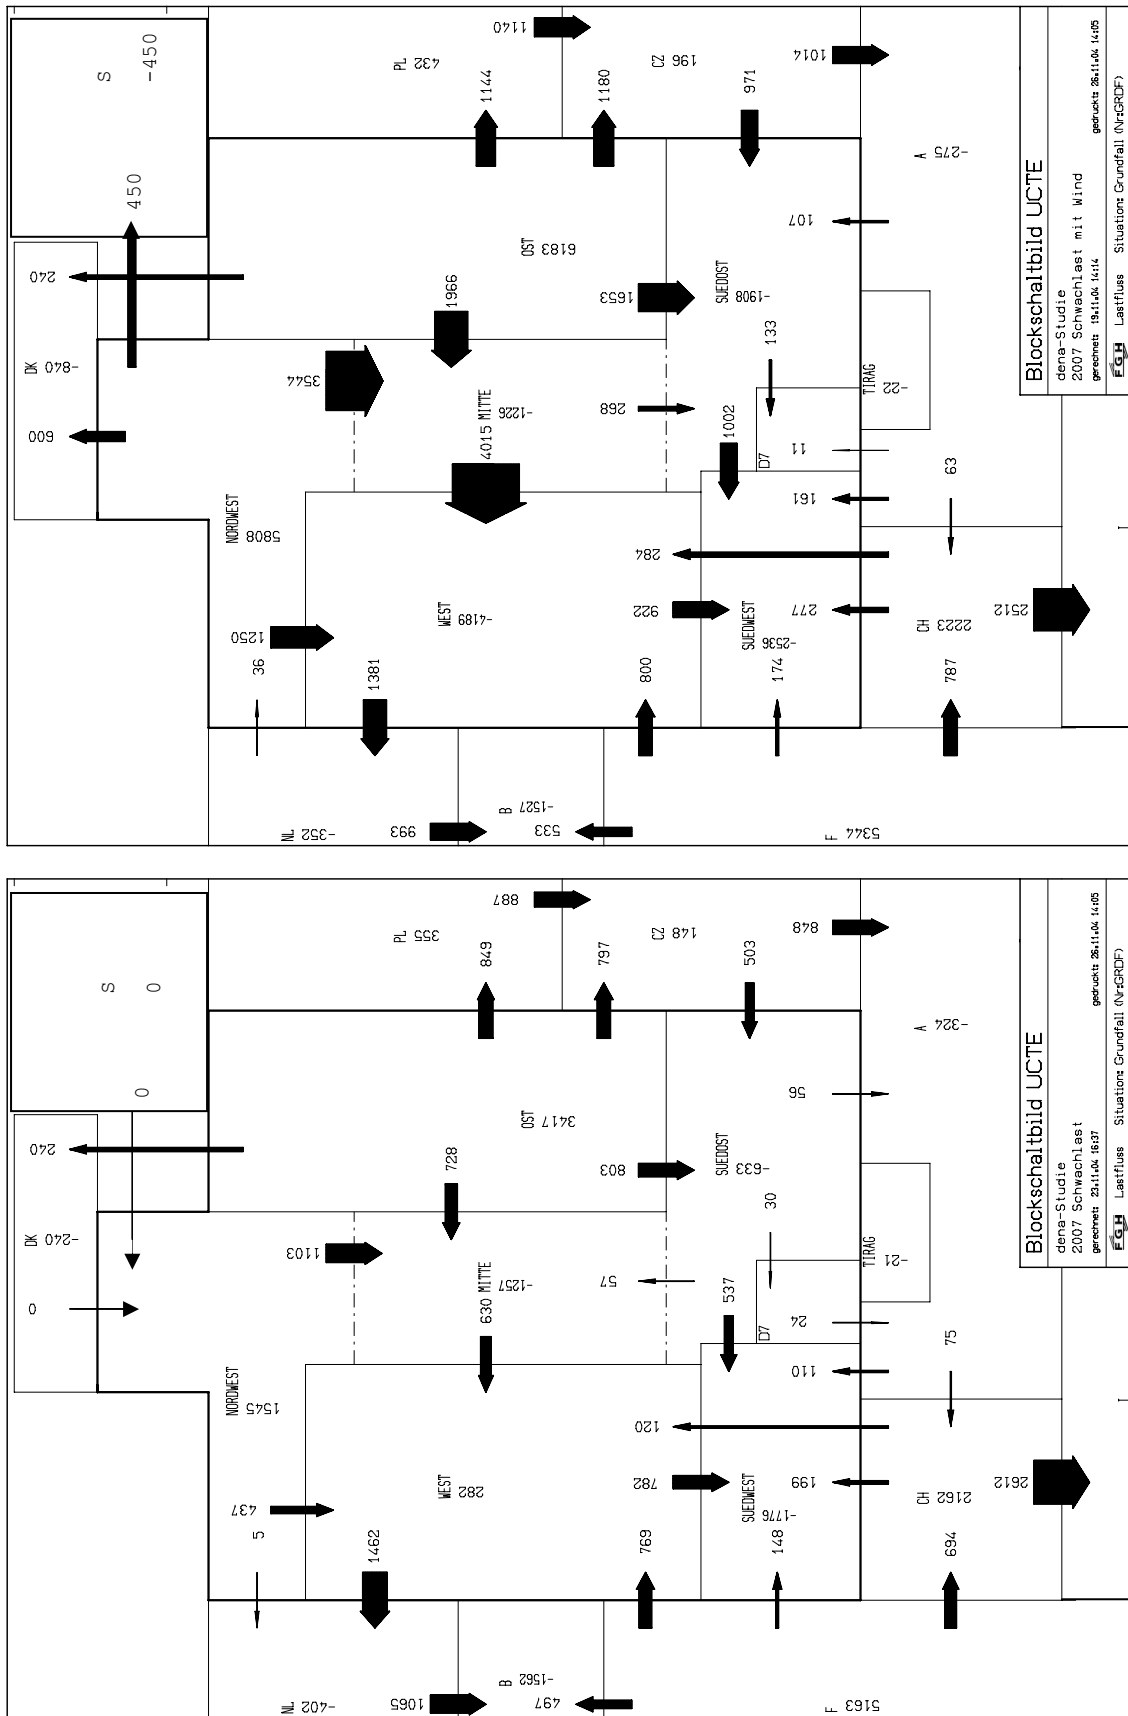 S
-450
450
240
DK -840
600
PL 432
1140
1144
1180
CZ 196
1014
971
A -275
107
OST 6183
1966
1653
SUEDOST -1908
133
3544
4015 MITTE
-1226
268
1002
D7
11
TIRAG -22
161
63
NORDWEST 5808
284
WEST -4189
922
SUEDWEST -2536
277
CH 2223
2512
1250
36
1381
800
174
787
NL -352
993
B -1527
533
F 5344
Blockschaltbild UCTE
dena-Studie
2007 Schwachlast mit Wind
gerechnet: 19.11.04 14:14 gedruckt: 26.11.04 14:05
FGH Lastfluss Situation: Grundfall (Nr:GRDF)
S
0
0
240
DK -240
0
PL 355
887
849
797
CZ 148
848
503
A -324
56
OST 3417
728
803
SUEDOST -633
30
1103
630 MITTE
-1257
57
537
D7
24
TIRAG -21
110
75
NORDWEST 1545
120
WEST 282
782
SUEDWEST -1776
199
CH 2162
2612
437
5
1462
769
148
694
NL -402
1065
B -1562
497
F 5163
Blockschaltbild UCTE
dena-Studie
2007 Schwachlast
gerechnet: 23.11.04 16:37 gedruckt: 26.11.04 14:05
FGH Lastfluss Situation: Grundfall (Nr:GRDF)